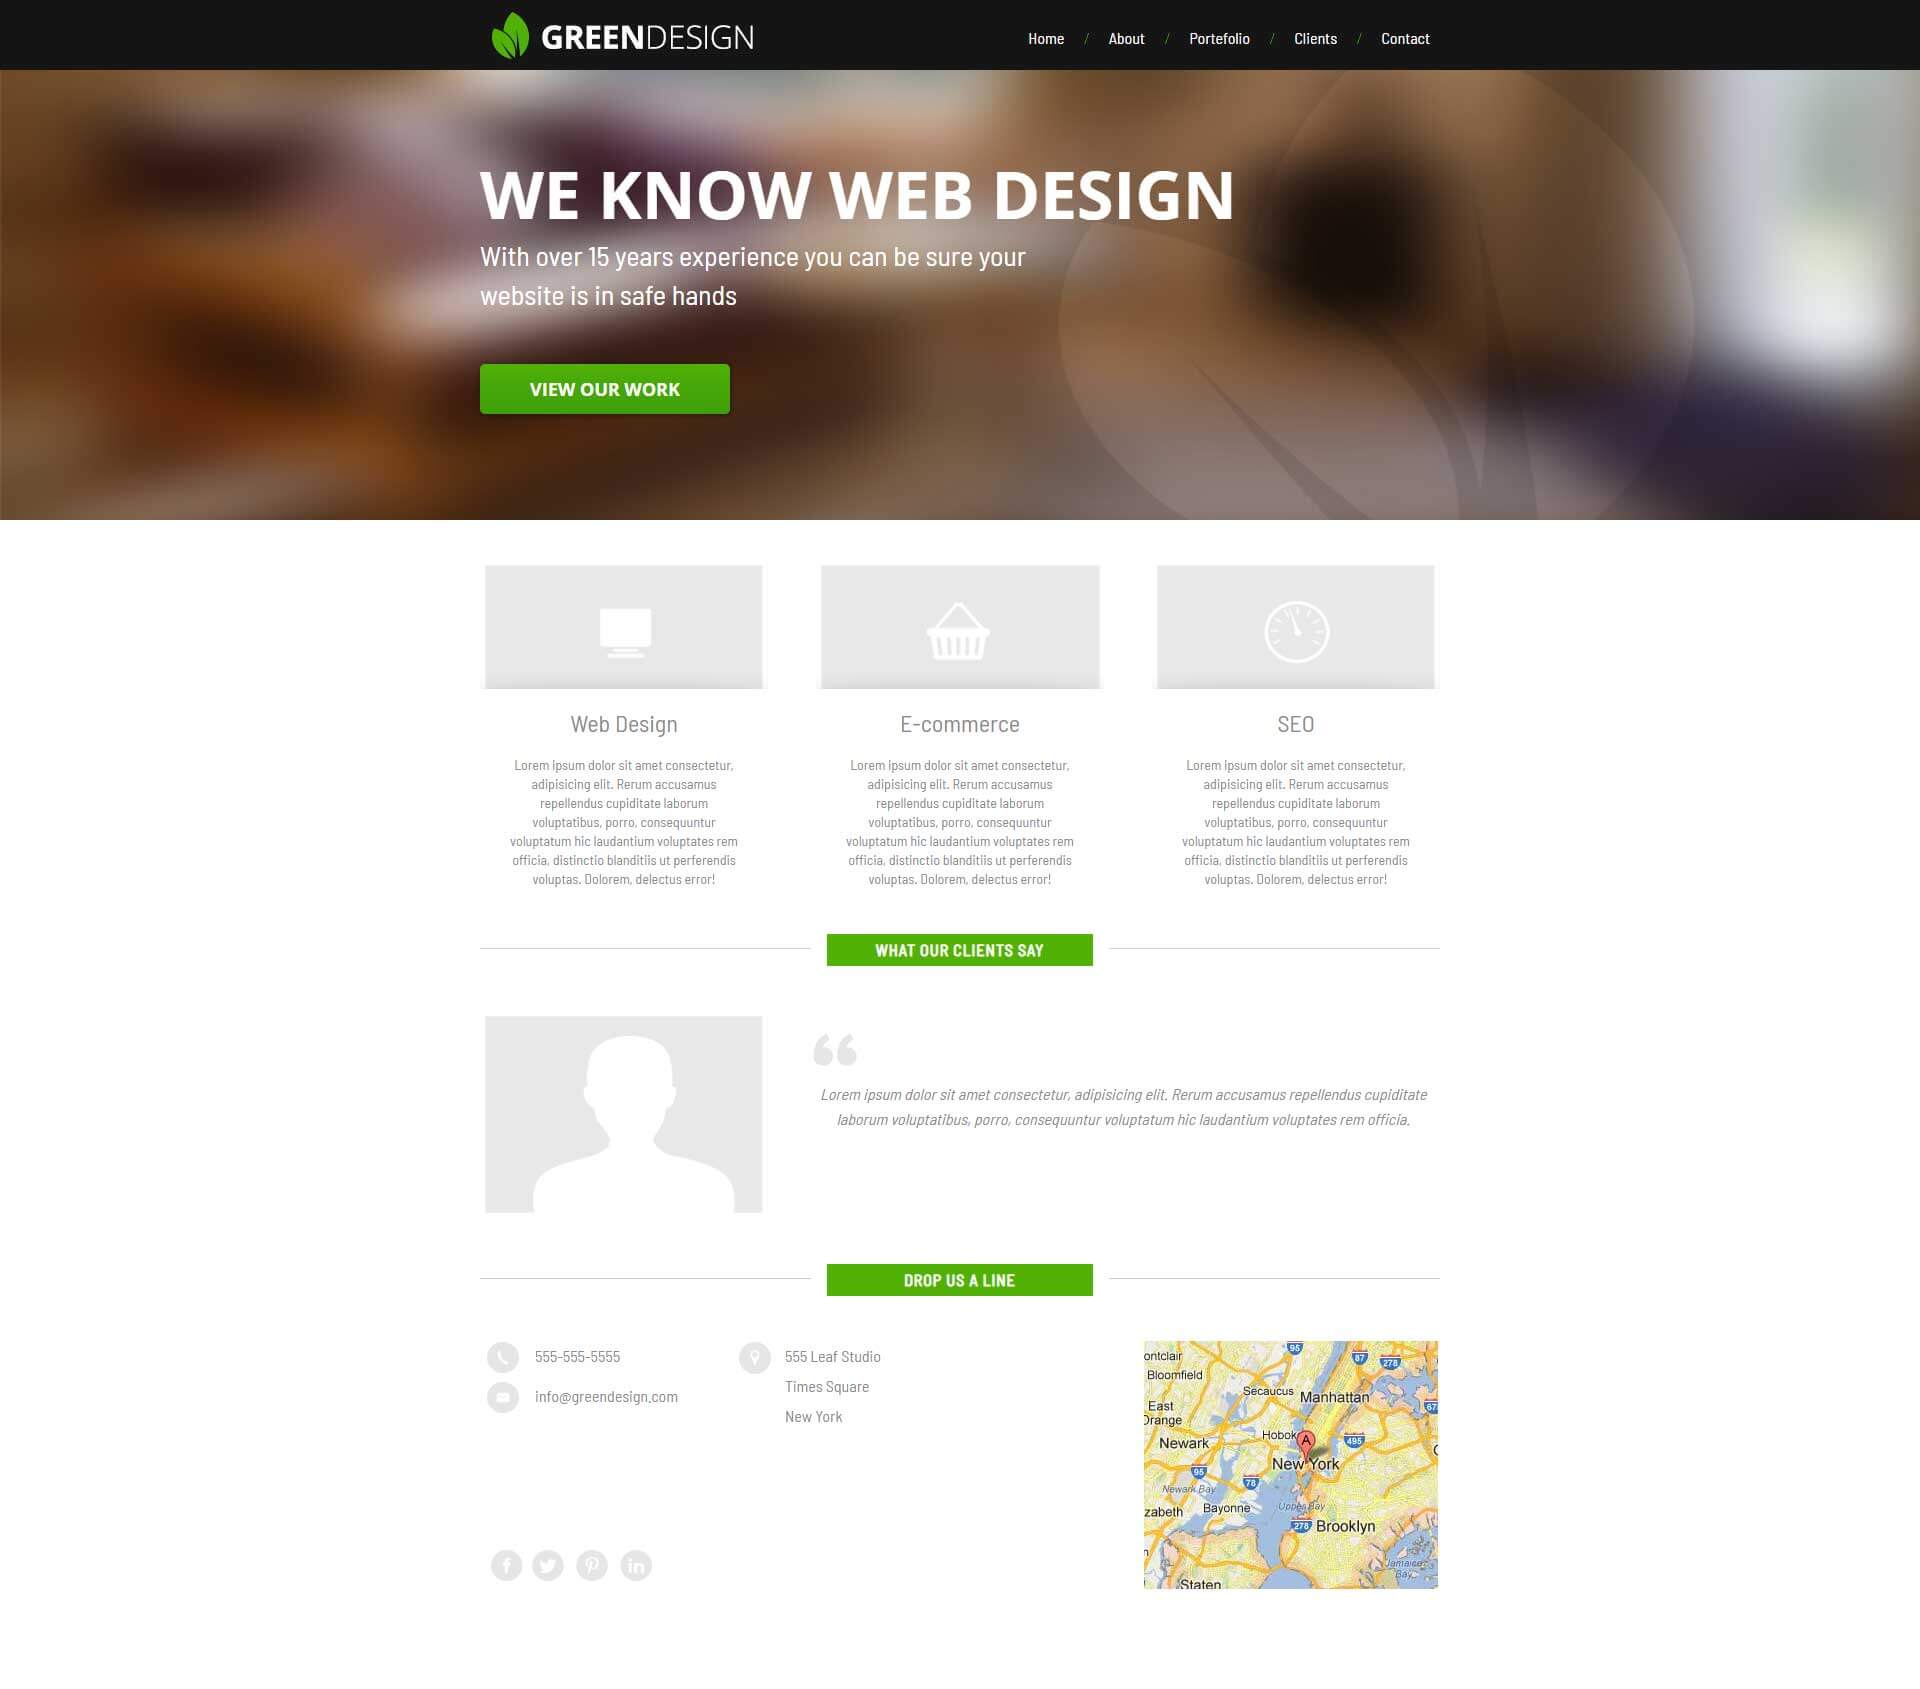 GREENDESIGN
Home / About / Portefolio / Clients / Contact
WE KNOW WEB DESIGN
With over 15 years experience you can be sure your
website is in safe hands
VIEW OUR WORK
Web Design
Lorem ipsum dolor sit amet consectetur,
adipisicing elit. Rerum accusamus
repellendus cupiditate laborum
voluptatibus, porro, consequuntur
voluptatum hic laudantium voluptates rem
officia, distinctio blanditiis ut perferendis
voluptas. Dolorem, delectus error!
E-commerce
Lorem ipsum dolor sit amet consectetur,
adipisicing elit. Rerum accusamus
repellendus cupiditate laborum
voluptatibus, porro, consequuntur
voluptatum hic laudantium voluptates rem
officia, distinctio blanditiis ut perferendis
voluptas. Dolorem, delectus error!
SEO
Lorem ipsum dolor sit amet consectetur,
adipisicing elit. Rerum accusamus
repellendus cupiditate laborum
voluptatibus, porro, consequuntur
voluptatum hic laudantium voluptates rem
officia, distinctio blanditiis ut perferendis
voluptas. Dolorem, delectus error!
WHAT OUR CLIENTS SAY
“
Lorem ipsum dolor sit amet consectetur, adipisicing elit. Rerum accusamus repellendus cupiditate
laborum voluptatibus, porro, consequuntur voluptatum hic laudantium voluptates rem officia.
DROP US A LINE
555-555-5555
info@greendesign.com
555 Leaf Studio
Times Square
New York
95
ontclair
87
278
Bloomfield
Secaucus
Manhattan
East
67
Orange
Newark
Hobok
A
495
New York
95
78
Newark Bay
Bayonne
Upper Bay
zabeth
278
Brooklyn
Jamaica
Bay
Staten